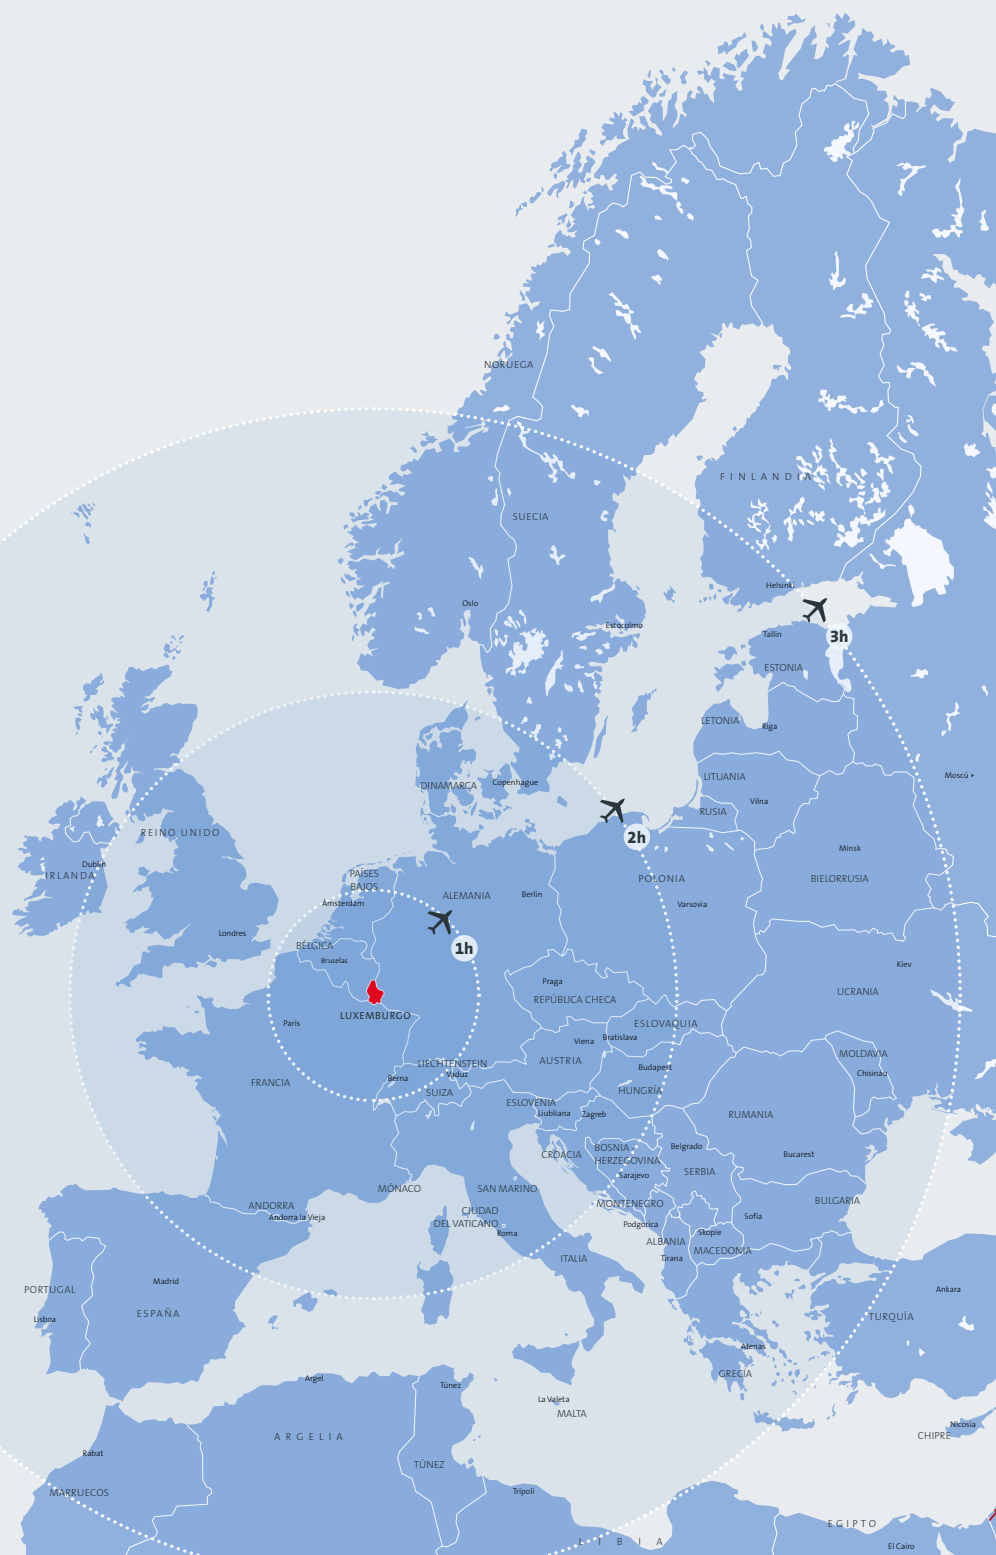 NORUEGA
FINLANDIA
SUECIA
Helsinki
Oslo
Estocolmo
Tallin
3h
ESTONIA
LETONIA
Riga
LITUANIA
Moscú
DINAMARCA
Copenhague
Vilna
RUSIA
REINO UNIDO
2h
Minsk
Dublín
IRLANDA
PAÍSES
BAJOS
POLONIA
BIELORRUSIA
ALEMANIA
Berlín
Ámsterdam
Varsovia
Londres
BÉLGICA
1h
Bruselas
Kiev
Praga
UCRANIA
REPÚBLICA CHECA
LUXEMBURGO
París
ESLOVAQUIA
Viena
Bratislava
MOLDAVIA
AUSTRIA
LIECHTENSTEIN
Vaduz
Budapest
Chisináu
Berna
FRANCIA
SUIZA
HUNGRÍA
ESLOVENIA
Liubliana
Zagreb
RUMANIA
Belgrado
BOSNIA -
HERZEGOVINA
CROACIA
Bucarest
SERBIA
Sarajevo
MÓNACO
SAN MARINO
ANDORRA
Andorra la Vieja
MONTENEGRO
BULGARIA
CIUDAD
DEL VATICANO
Roma
Podgorica
Sofía
Skopie
ALBANIA
MACEDONIA
Tirana
ITALIA
Madrid
PORTUGAL
ESPAÑA
Lisboa
Ankara
TURQUÍA
Atenas
GRECIA
Argel
Túnez
La Valeta
MALTA
Nicosia
CHIPRE
ARGELIA
Rabat
TÚNEZ
MARRUECOS
Trípoli
EGIPTO
LIBIA
El Cairo